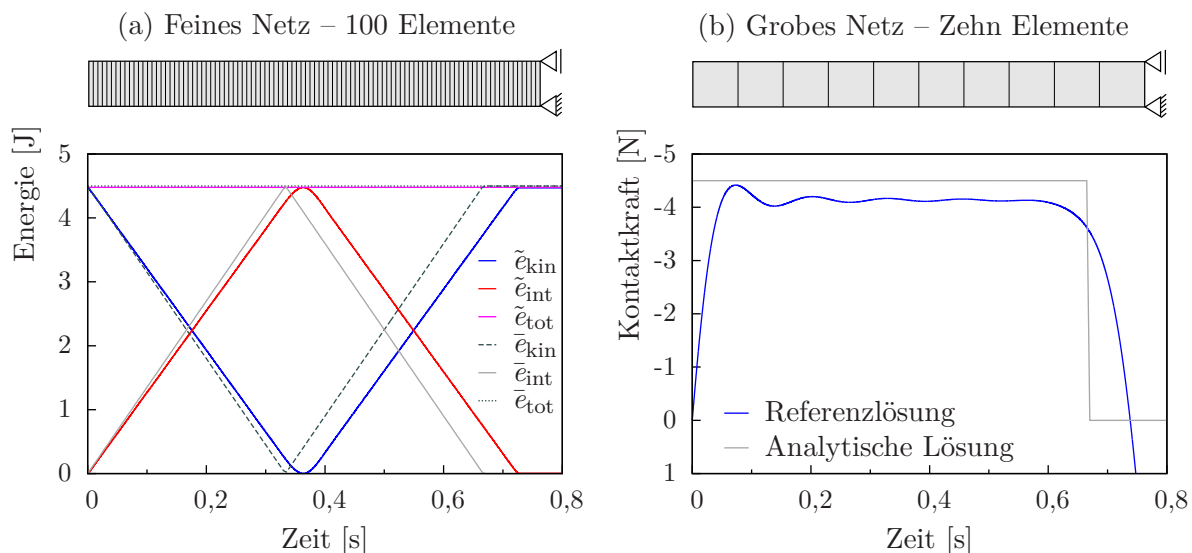 (a) Feines Netz – 100 Elemente
Energie [J]
5
4
3
2
1
0
0
0,2
0,4
0,6
0,8
Zeit [s]
ẽkin
ẽint
ẽtot
ēkin
ēint
ētot
(b) Grobes Netz – Zehn Elemente
Kontaktkraft [N]
-5
-4
-3
-2
-1
0
1
0
0,2
0,4
0,6
0,8
Zeit [s]
Referenzlösung
Analytische Lösung